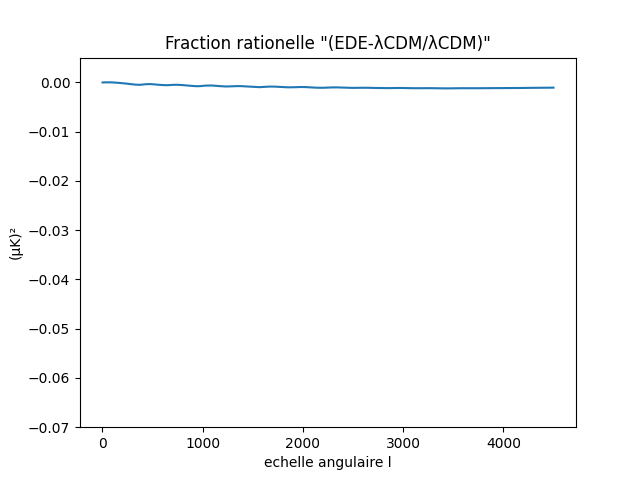 Fraction rationelle "(EDE-λCDM/λCDM)"
0.00
−0.01
−0.02
−0.03
−0.04
−0.05
−0.06
−0.07
(μK)²
0 1000 2000 3000 4000
echelle angulaire l